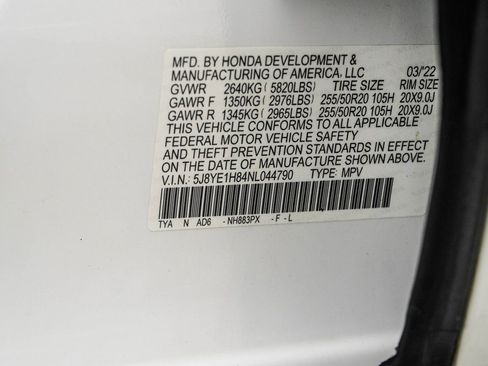 MFD. BY HONDA DEVELOPMENT &
MANUFACTURING OF AMERICA, LLC 03/'22
GVWR 2640KG ( 5820LBS) TIRE SIZE RIM SIZE
GAWR F 1350KG ( 2976LBS) 255/50R20 105H 20X9.0J
GAWR R 1345KG ( 2965LBS) 255/50R20 105H 20X9.0J
THIS VEHICLE CONFORMS TO ALL APPLICABLE
FEDERAL MOTOR VEHICLE SAFETY
AND THEFT PREVENTION STANDARDS IN EFFECT
ON THE DATE OF MANUFACTURE SHOWN ABOVE.
V.I.N.: 5J8YE1H84NL044790 TYPE: MPV
TYA N AD6 - NH883PX - F - L